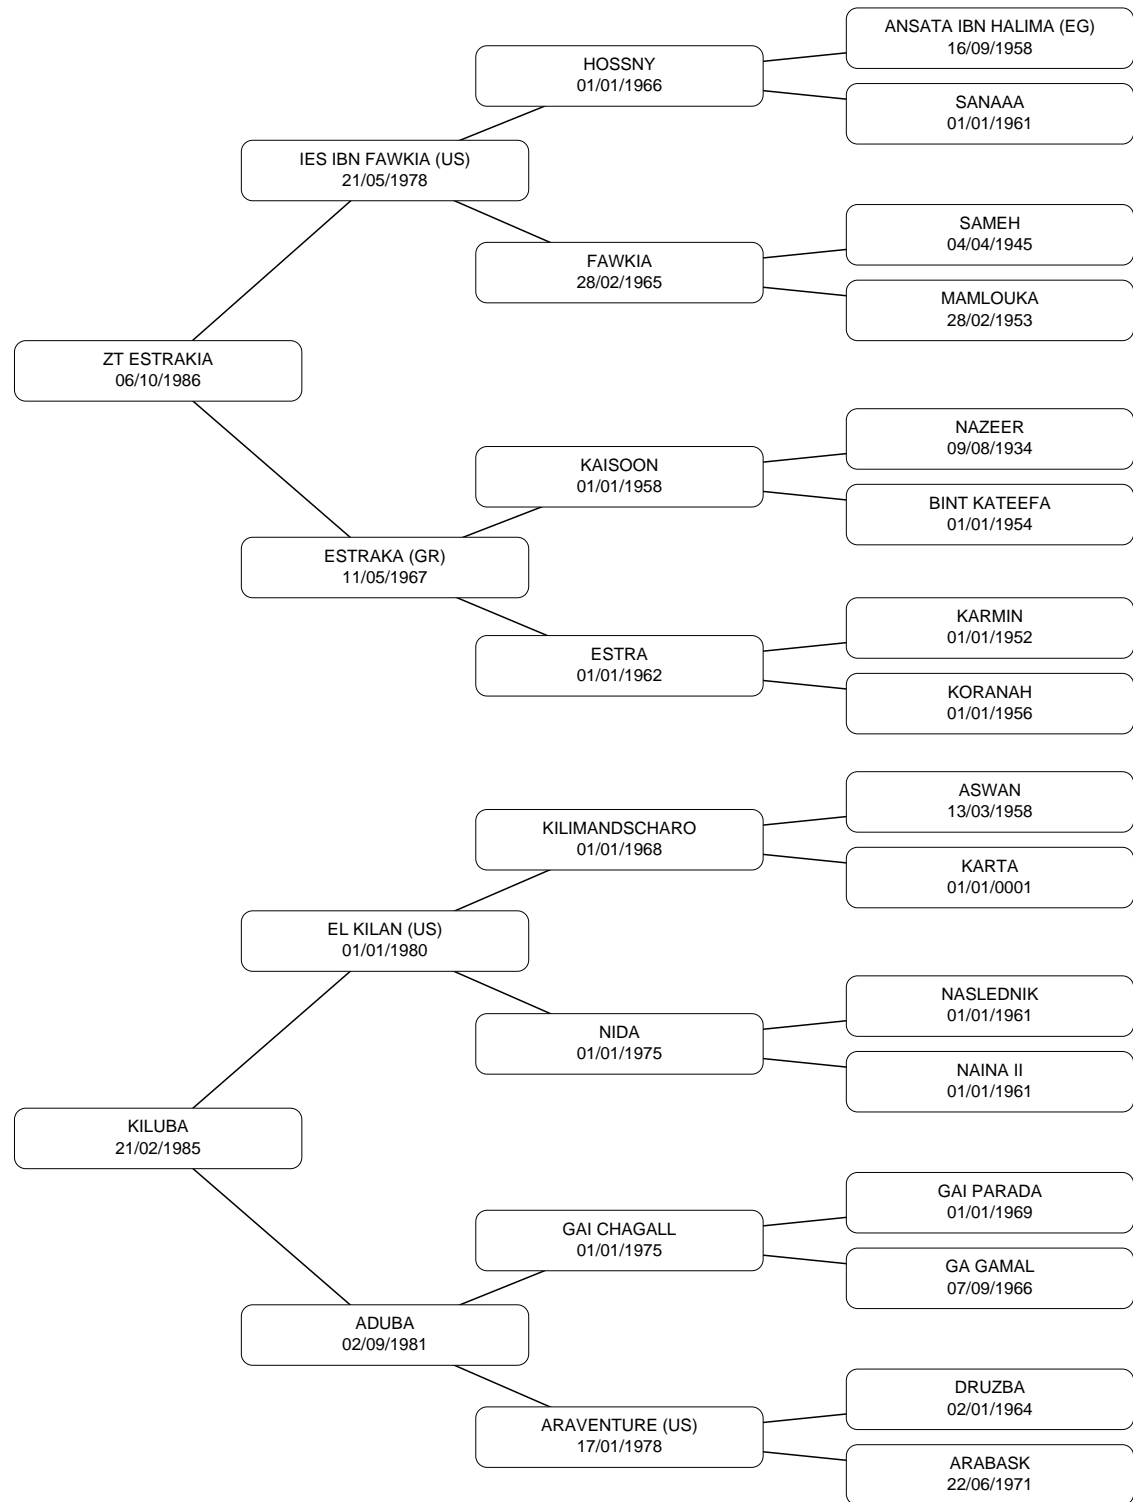 ANSATA IBN HALIMA (EG)
16/09/1958
HOSSNY
01/01/1966
SANAAA
01/01/1961
IES IBN FAWKIA (US)
21/05/1978
SAMEH
04/04/1945
FAWKIA
28/02/1965
MAMLOUKA
28/02/1953
ZT ESTRAKIA
06/10/1986
NAZEER
09/08/1934
KAISOON
01/01/1958
BINT KATEEFA
01/01/1954
ESTRAKA (GR)
11/05/1967
KARMIN
01/01/1952
ESTRA
01/01/1962
KORANAH
01/01/1956
ASWAN
13/03/1958
KILIMANDSCHARO
01/01/1968
KARTA
01/01/0001
EL KILAN (US)
01/01/1980
NASLEDNIK
01/01/1961
NIDA
01/01/1975
NAINA II
01/01/1961
KILUBA
21/02/1985
GAI PARADA
01/01/1969
GAI CHAGALL
01/01/1975
GA GAMAL
07/09/1966
ADUBA
02/09/1981
DRUZBA
02/01/1964
ARAVENTURE (US)
17/01/1978
ARABASK
22/06/1971